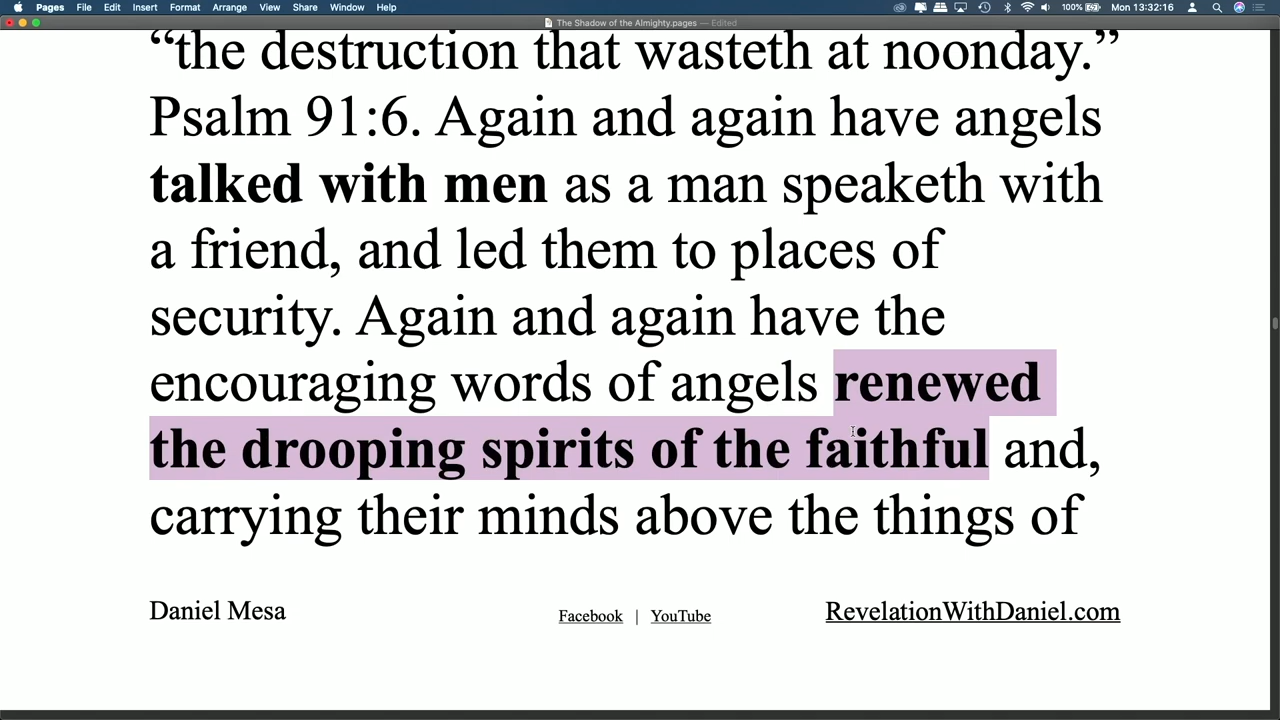 Pages File Edit Insert Format Arrange View Share Window Help 100% Mon 13:32:16
The Shadow of the Almighty.pages — Edited
“the destruction that wasteth at noonday.”
Psalm 91:6. Again and again have angels
talked with men as a man speaketh with
a friend, and led them to places of
security. Again and again have the
encouraging words of angels renewed
the drooping spirits of the faithful and,
carrying their minds above the things of
Daniel Mesa Facebook | YouTube RevelationWithDaniel.com